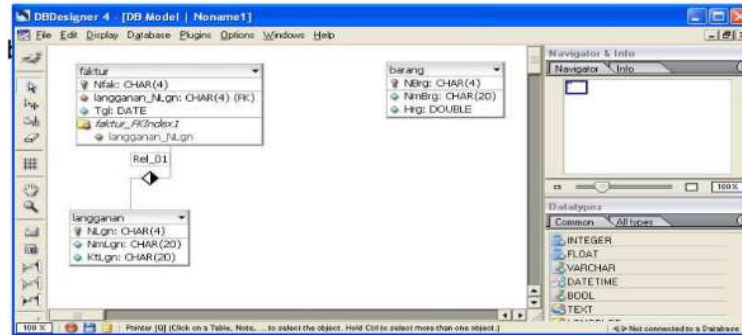 DBDesigner 4 - [DB Model | Noname1]
File Edit Display Database Plugins Options Windows Help
faktur
Nfak: CHAR(4)
langganan_NLgn: CHAR(4) (FK)
Tgl: DATE
faktur_FKIndex1
langganan_NLgn
Rel_01
langganan
NLgn: CHAR(4)
NmLgn: CHAR(20)
KtLgn: CHAR(20)
barang
NBrg: CHAR(4)
NmBrg: CHAR(20)
Hrg: DOUBLE
Navigator & Info
Navigator Info
100%
Datatypes
Common All types
INTEGER
FLOAT
VARCHAR
DATETIME
BOOL
TEXT
100 % Pointer [Q] (Click on a Table, Note, ... to select the object. Hold Ctrl to select more than one object.) Not connected to a Database